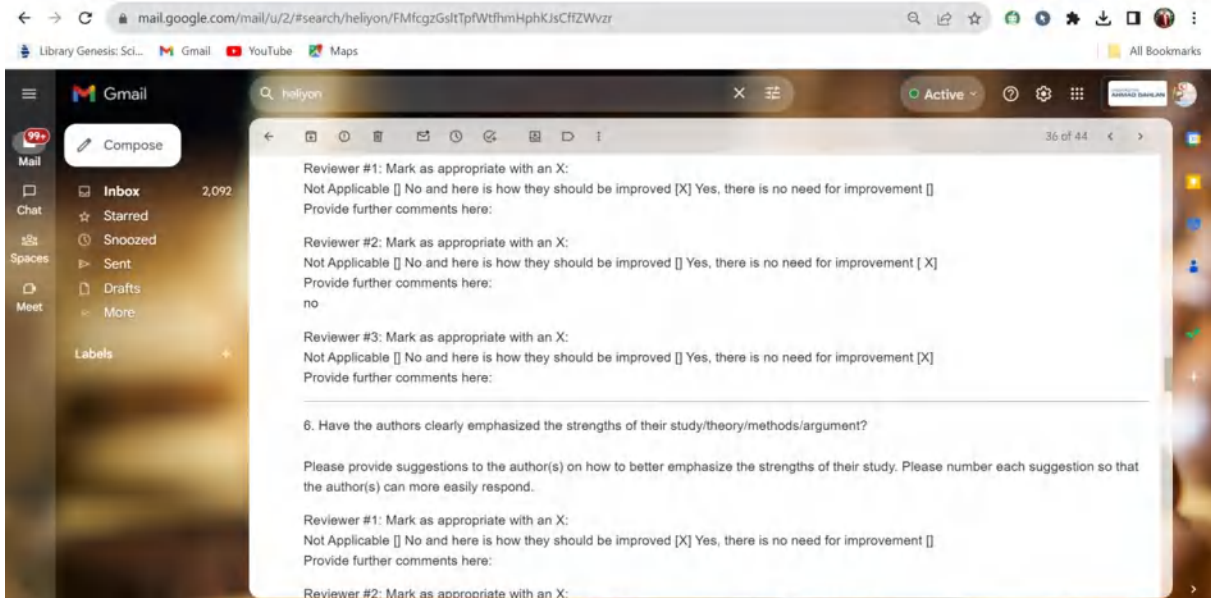 mail.google.com/mail/u/2/#search/heliyon/FMfcgzGsltTpfWtfhmHphKJsCffZWvzr
Library Genesis: Sci...
Gmail
YouTube
Maps
All Bookmarks
Gmail
heliyon
Active
99+
Mail
Chat
Spaces
Meet
Compose
Inbox 2,092
Starred
Snoozed
Sent
Drafts
More
Labels
36 of 44
Reviewer #1: Mark as appropriate with an X:
Not Applicable [] No and here is how they should be improved [X] Yes, there is no need for improvement []
Provide further comments here:
Reviewer #2: Mark as appropriate with an X:
Not Applicable [] No and here is how they should be improved [] Yes, there is no need for improvement [ X]
Provide further comments here:
no
Reviewer #3: Mark as appropriate with an X:
Not Applicable [] No and here is how they should be improved [] Yes, there is no need for improvement [X]
Provide further comments here:
6. Have the authors clearly emphasized the strengths of their study/theory/methods/argument?
Please provide suggestions to the author(s) on how to better emphasize the strengths of their study. Please number each suggestion so that
the author(s) can more easily respond.
Reviewer #1: Mark as appropriate with an X:
Not Applicable [] No and here is how they should be improved [X] Yes, there is no need for improvement []
Provide further comments here:
Reviewer #2: Mark as appropriate with an X: